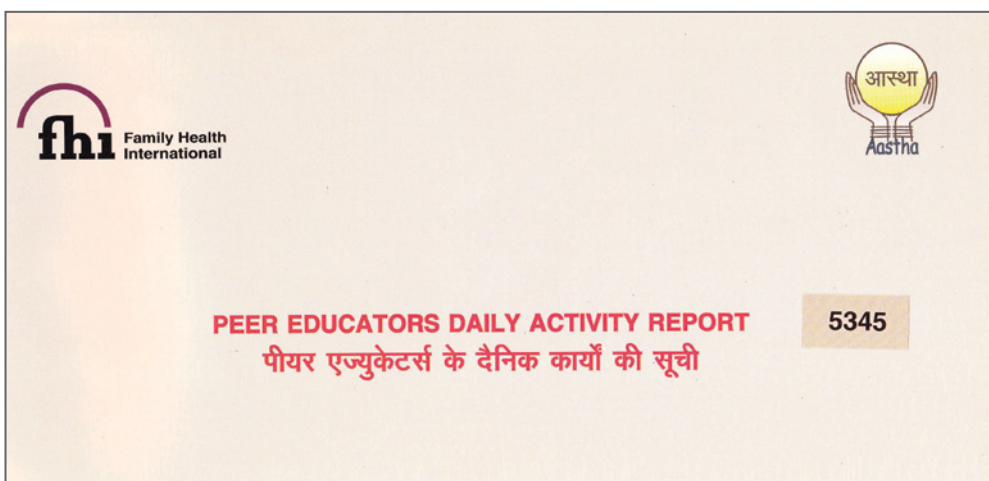 आस्था
Aastha
fhi
Family Health
International
PEER EDUCATORS DAILY ACTIVITY REPORT
5345
पीयर एज्युकेटर्स के दैनिक कार्यों की सूची